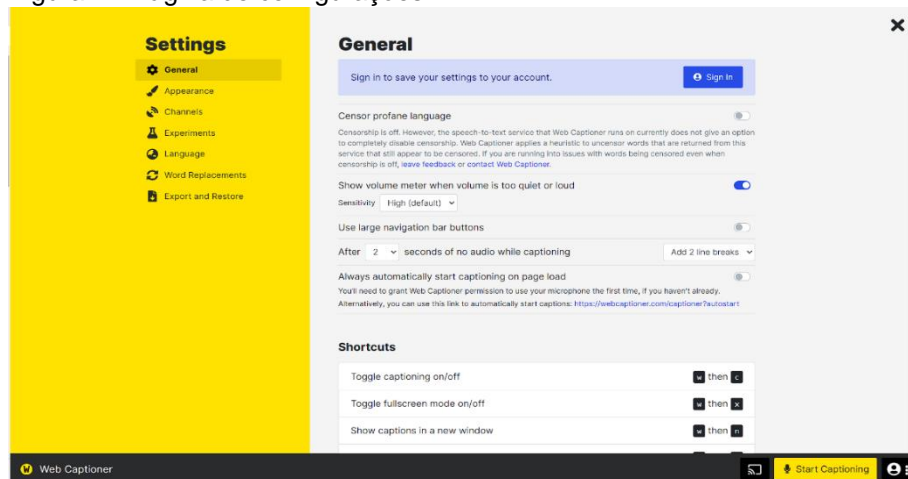 Settings
General
Appearance
Channels
Experiments
Language
Word Replacements
Export and Restore
General
Sign in to save your settings to your account.
Sign in
Censor profane language
Censorship is off. However, the speech-to-text service that Web Captioner runs on currently does not give an option
to completely disable censorship. Web Captioner applies a heuristic to uncensor words that are returned from this
service that still appear to be censored. If you are running into issues with words being censored even when
censorship is off, leave feedback or contact Web Captioner.
Show volume meter when volume is too quiet or loud
Sensitivity High (default)
Use large navigation bar buttons
After 2 seconds of no audio while captioning Add 2 line breaks
Always automatically start captioning on page load
You'll need to grant Web Captioner permission to use your microphone the first time, if you haven't already.
Alternatively, you can use this link to automatically start captions: https://webcaptioner.com/captioner?autostart
Shortcuts
Toggle captioning on/off w then c
Toggle fullscreen mode on/off w then x
Show captions in a new window w then n
W Web Captioner
Start Captioning